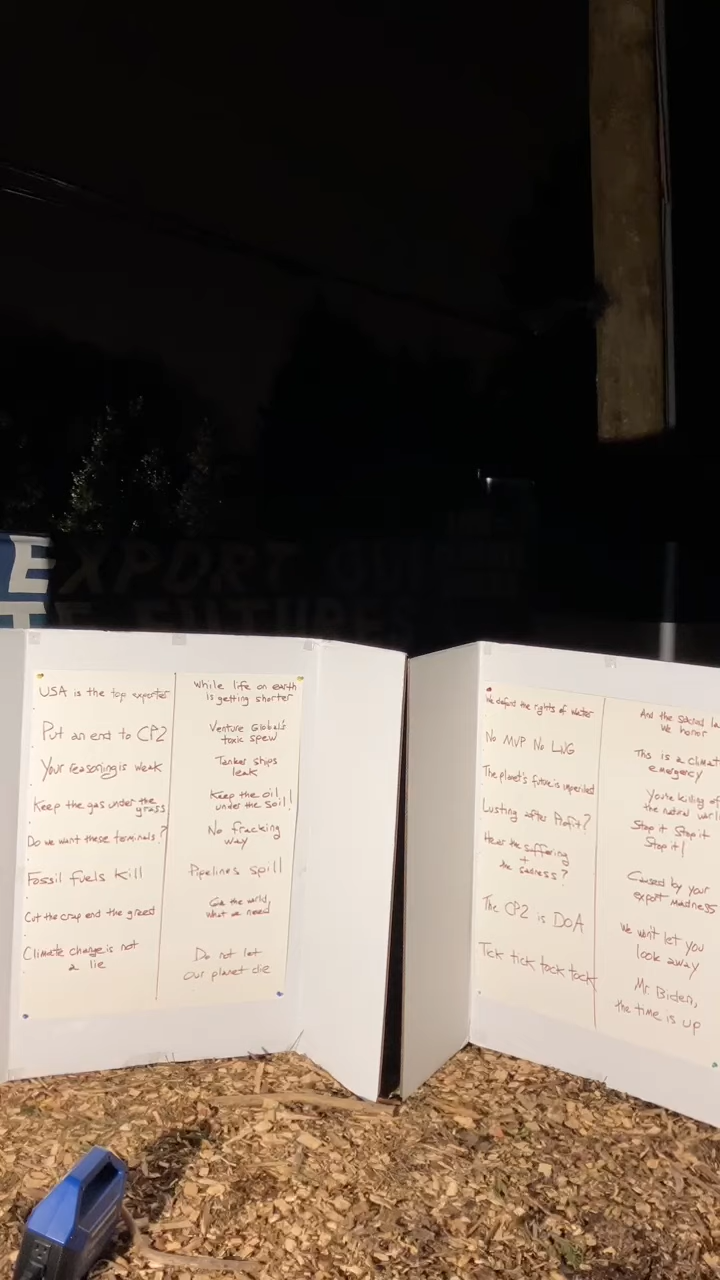 E
EXPORT
TE FUTURES
USA is the top exporter
Put an end to CP2
Your reasoning is weak
Keep the gas under the
grass
Do we want these terminals?
Fossil fuels kill
Cut the crap end the greed
Climate change is not
a lie
While life on earth
is getting shorter
Venture Global's
toxic spew
Tanker ships
leak
Keep the oil
under the soil!
No fracking
way
Pipelines spill
Give the world
what we need
Do not let
our planet die
We defend the rights of water
No MVP No LNG
The planet's future is imperiled
Lusting after Profit?
Hear the suffering
+
the sadness?
The CP2 is DOA
Tick tick tock tock
And the Sacred la
We honor
This is a climat
emergency
You're killing of
the natural worl
Stop it Stop it
Stop it!
Caused by your
export madness
We won't let you
look away
Mr. Biden,
the time is up